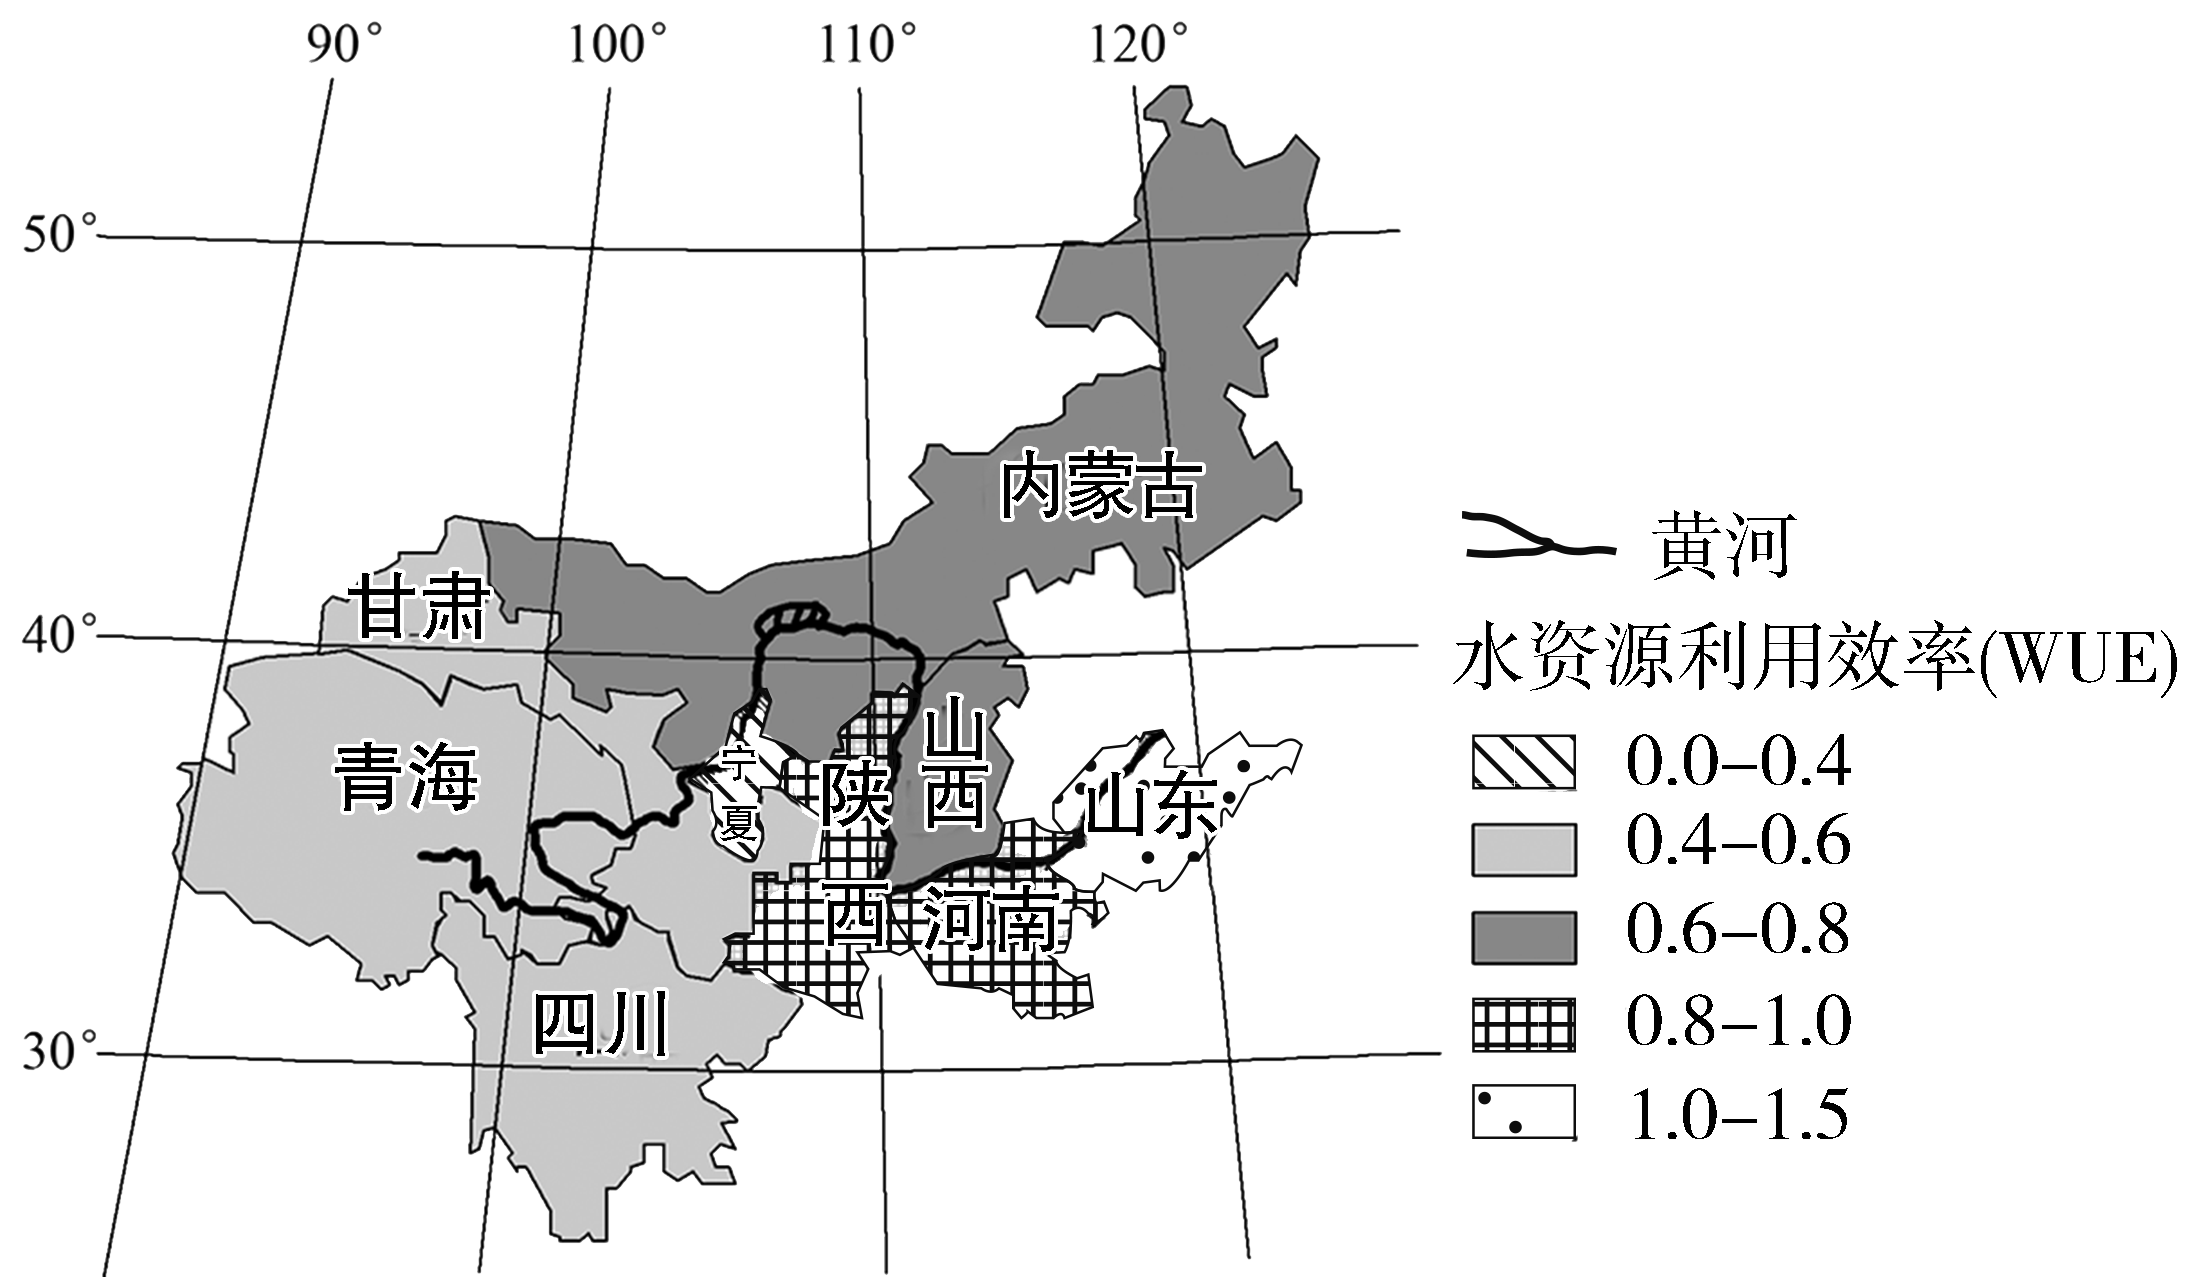 90°
100°
110°
120°
50°
40°
30°
内蒙古
甘肃
青海
宁夏
陕西
山西
山东
河南
四川
黄河
水资源利用效率(WUE)
0.0–0.4
0.4–0.6
0.6–0.8
0.8–1.0
1.0–1.5